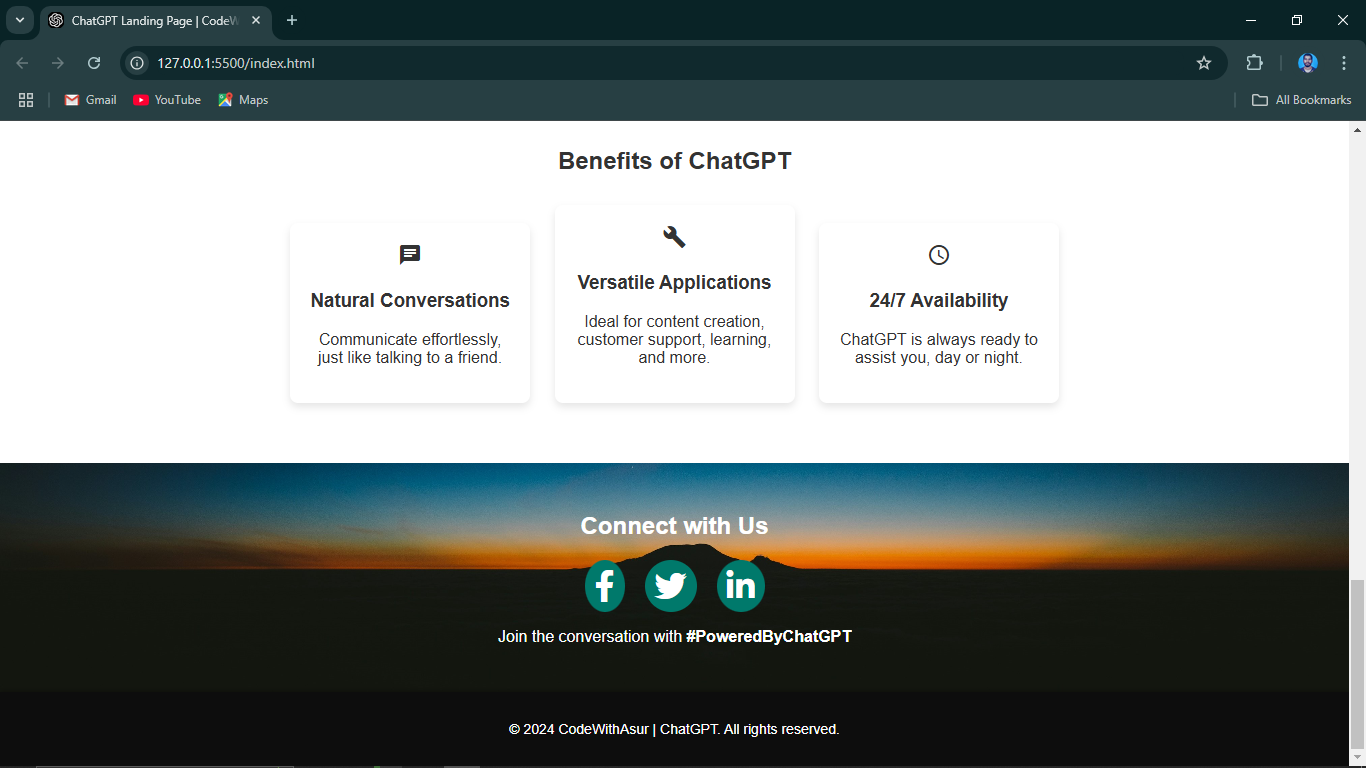 ChatGPT Landing Page | CodeW
127.0.0.1:5500/index.html
Gmail
YouTube
Maps
All Bookmarks
Benefits of ChatGPT
Natural Conversations
Communicate effortlessly,
just like talking to a friend.
Versatile Applications
Ideal for content creation,
customer support, learning,
and more.
24/7 Availability
ChatGPT is always ready to
assist you, day or night.
Connect with Us
Join the conversation with #PoweredByChatGPT
© 2024 CodeWithAsur | ChatGPT. All rights reserved.